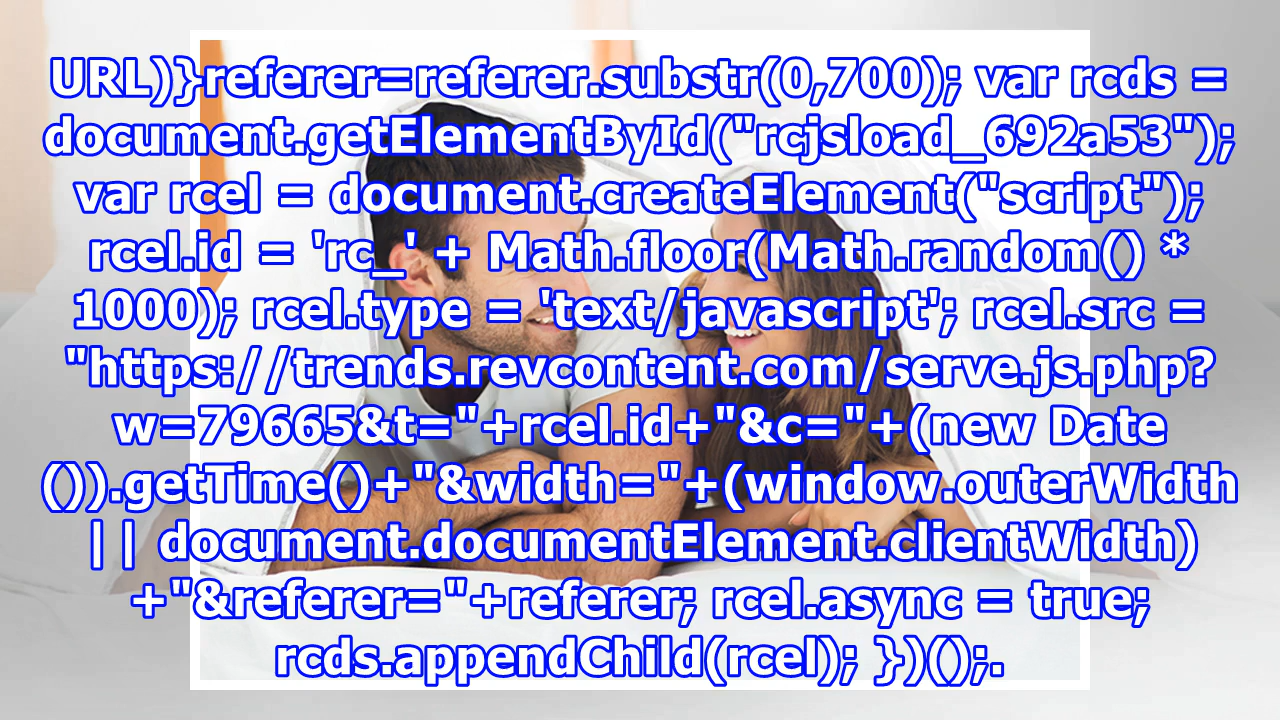 URL)}referer=referer.substr(0,700); var rcds =
document.getElementById("rcjsload_692a53");
var rcel = document.createElement("script");
rcel.id = 'rc_' + Math.floor(Math.random() *
1000); rcel.type = 'text/javascript'; rcel.src =
"https://trends.revcontent.com/serve.js.php?
w=79665&t="+rcel.id+"&c="+(new Date
()).getTime()+"&width="+(window.outerWidth
|| document.documentElement.clientWidth)
+"&referer="+referer; rcel.async = true;
rcds.appendChild(rcel); })();.